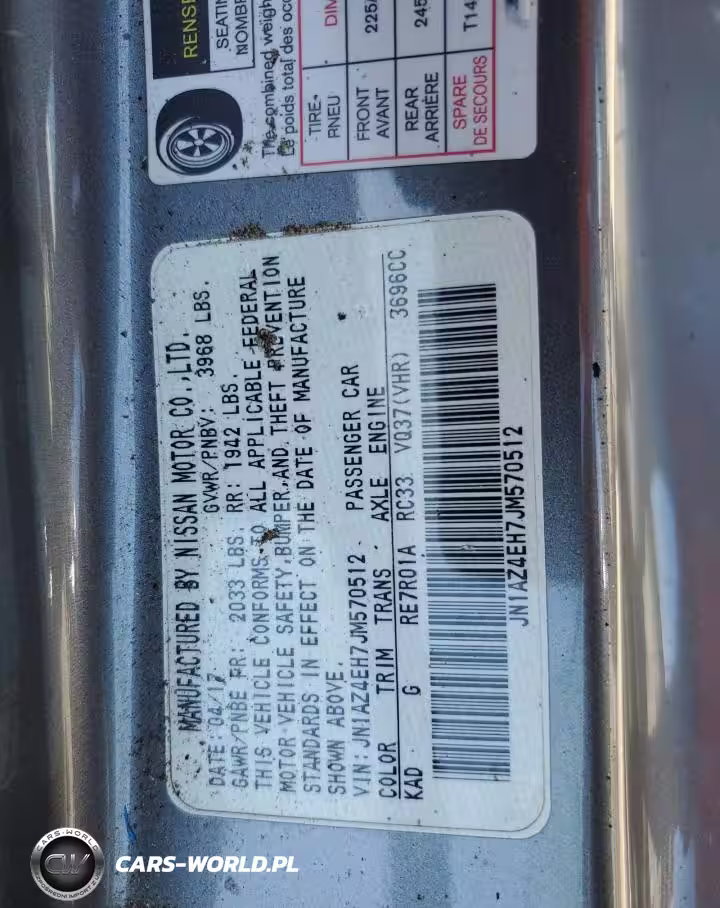 RENSE
SEATIN
NOMBR
The combined weigh
Le poids total des occ
TIRE
PNEU
DIM
FRONT
AVANT
225/
REAR
ARRIÈRE
245
SPARE
DE SECOURS
T14
MANUFACTURED BY NISSAN MOTOR CO.,LTD.
DATE: 04/17 GVWR/PNBV: 3968 LBS.
GAWR/PNBE FR: 2033 LBS. RR: 1942 LBS.
THIS VEHICLE CONFORMS TO ALL APPLICABLE FEDERAL
MOTOR VEHICLE SAFETY, BUMPER, AND THEFT PREVENTION
STANDARDS IN EFFECT ON THE DATE OF MANUFACTURE
SHOWN ABOVE.
VIN: JN1AZ4EH7JM570512 PASSENGER CAR
COLOR TRIM TRANS AXLE ENGINE
KAD G RE7R01A RC33 VQ37(VHR) 3696CC
JN1AZ4EH7JM570512
CARS-WORLD
CW
CARS-WORLD.PL